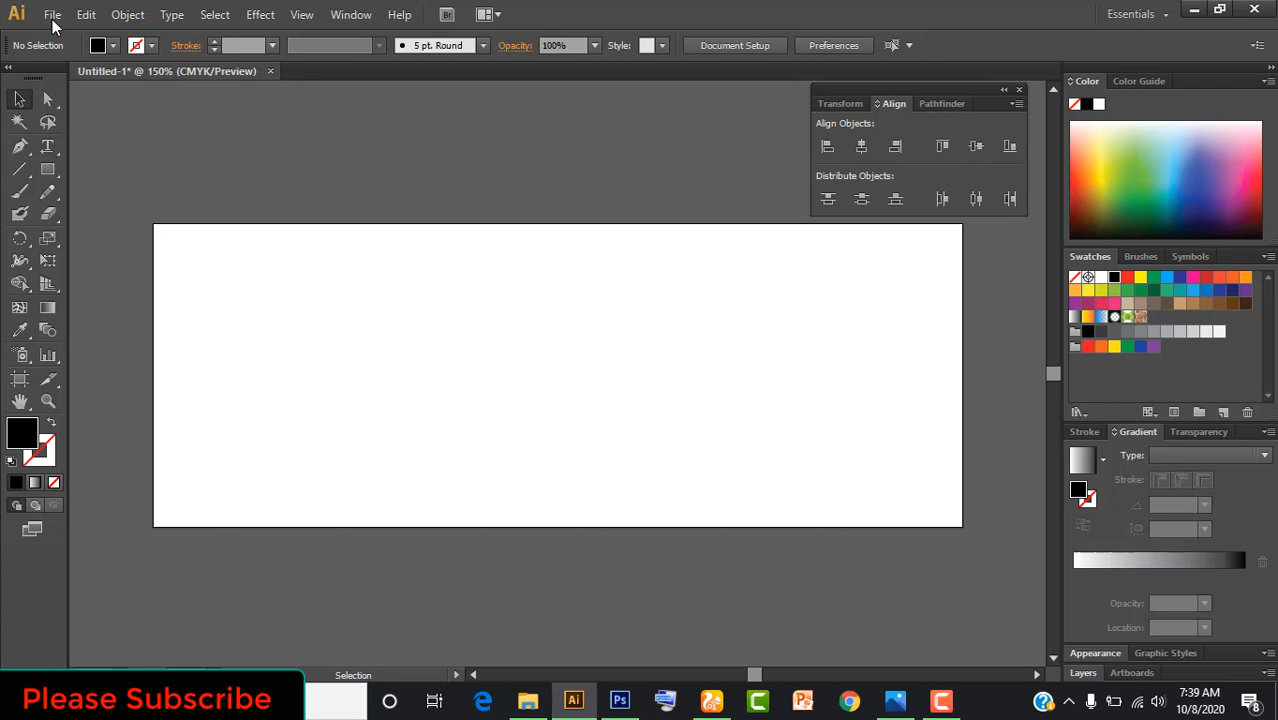 Ai File Edit Object Type Select Effect View Window Help Br Essentials
No Selection Stroke: 5 pt. Round Opacity: 100% Style: Document Setup Preferences
Untitled-1* @ 150% (CMYK/Preview)
Transform Align Pathfinder
Align Objects:
Distribute Objects:
Color Color Guide
Swatches Brushes Symbols
Stroke Gradient Transparency
Type:
Stroke:
Opacity:
Location:
Appearance Graphic Styles
Layers Artboards
Selection
Please Subscribe
Ai Ps
7:39 AM
10/8/2020
8